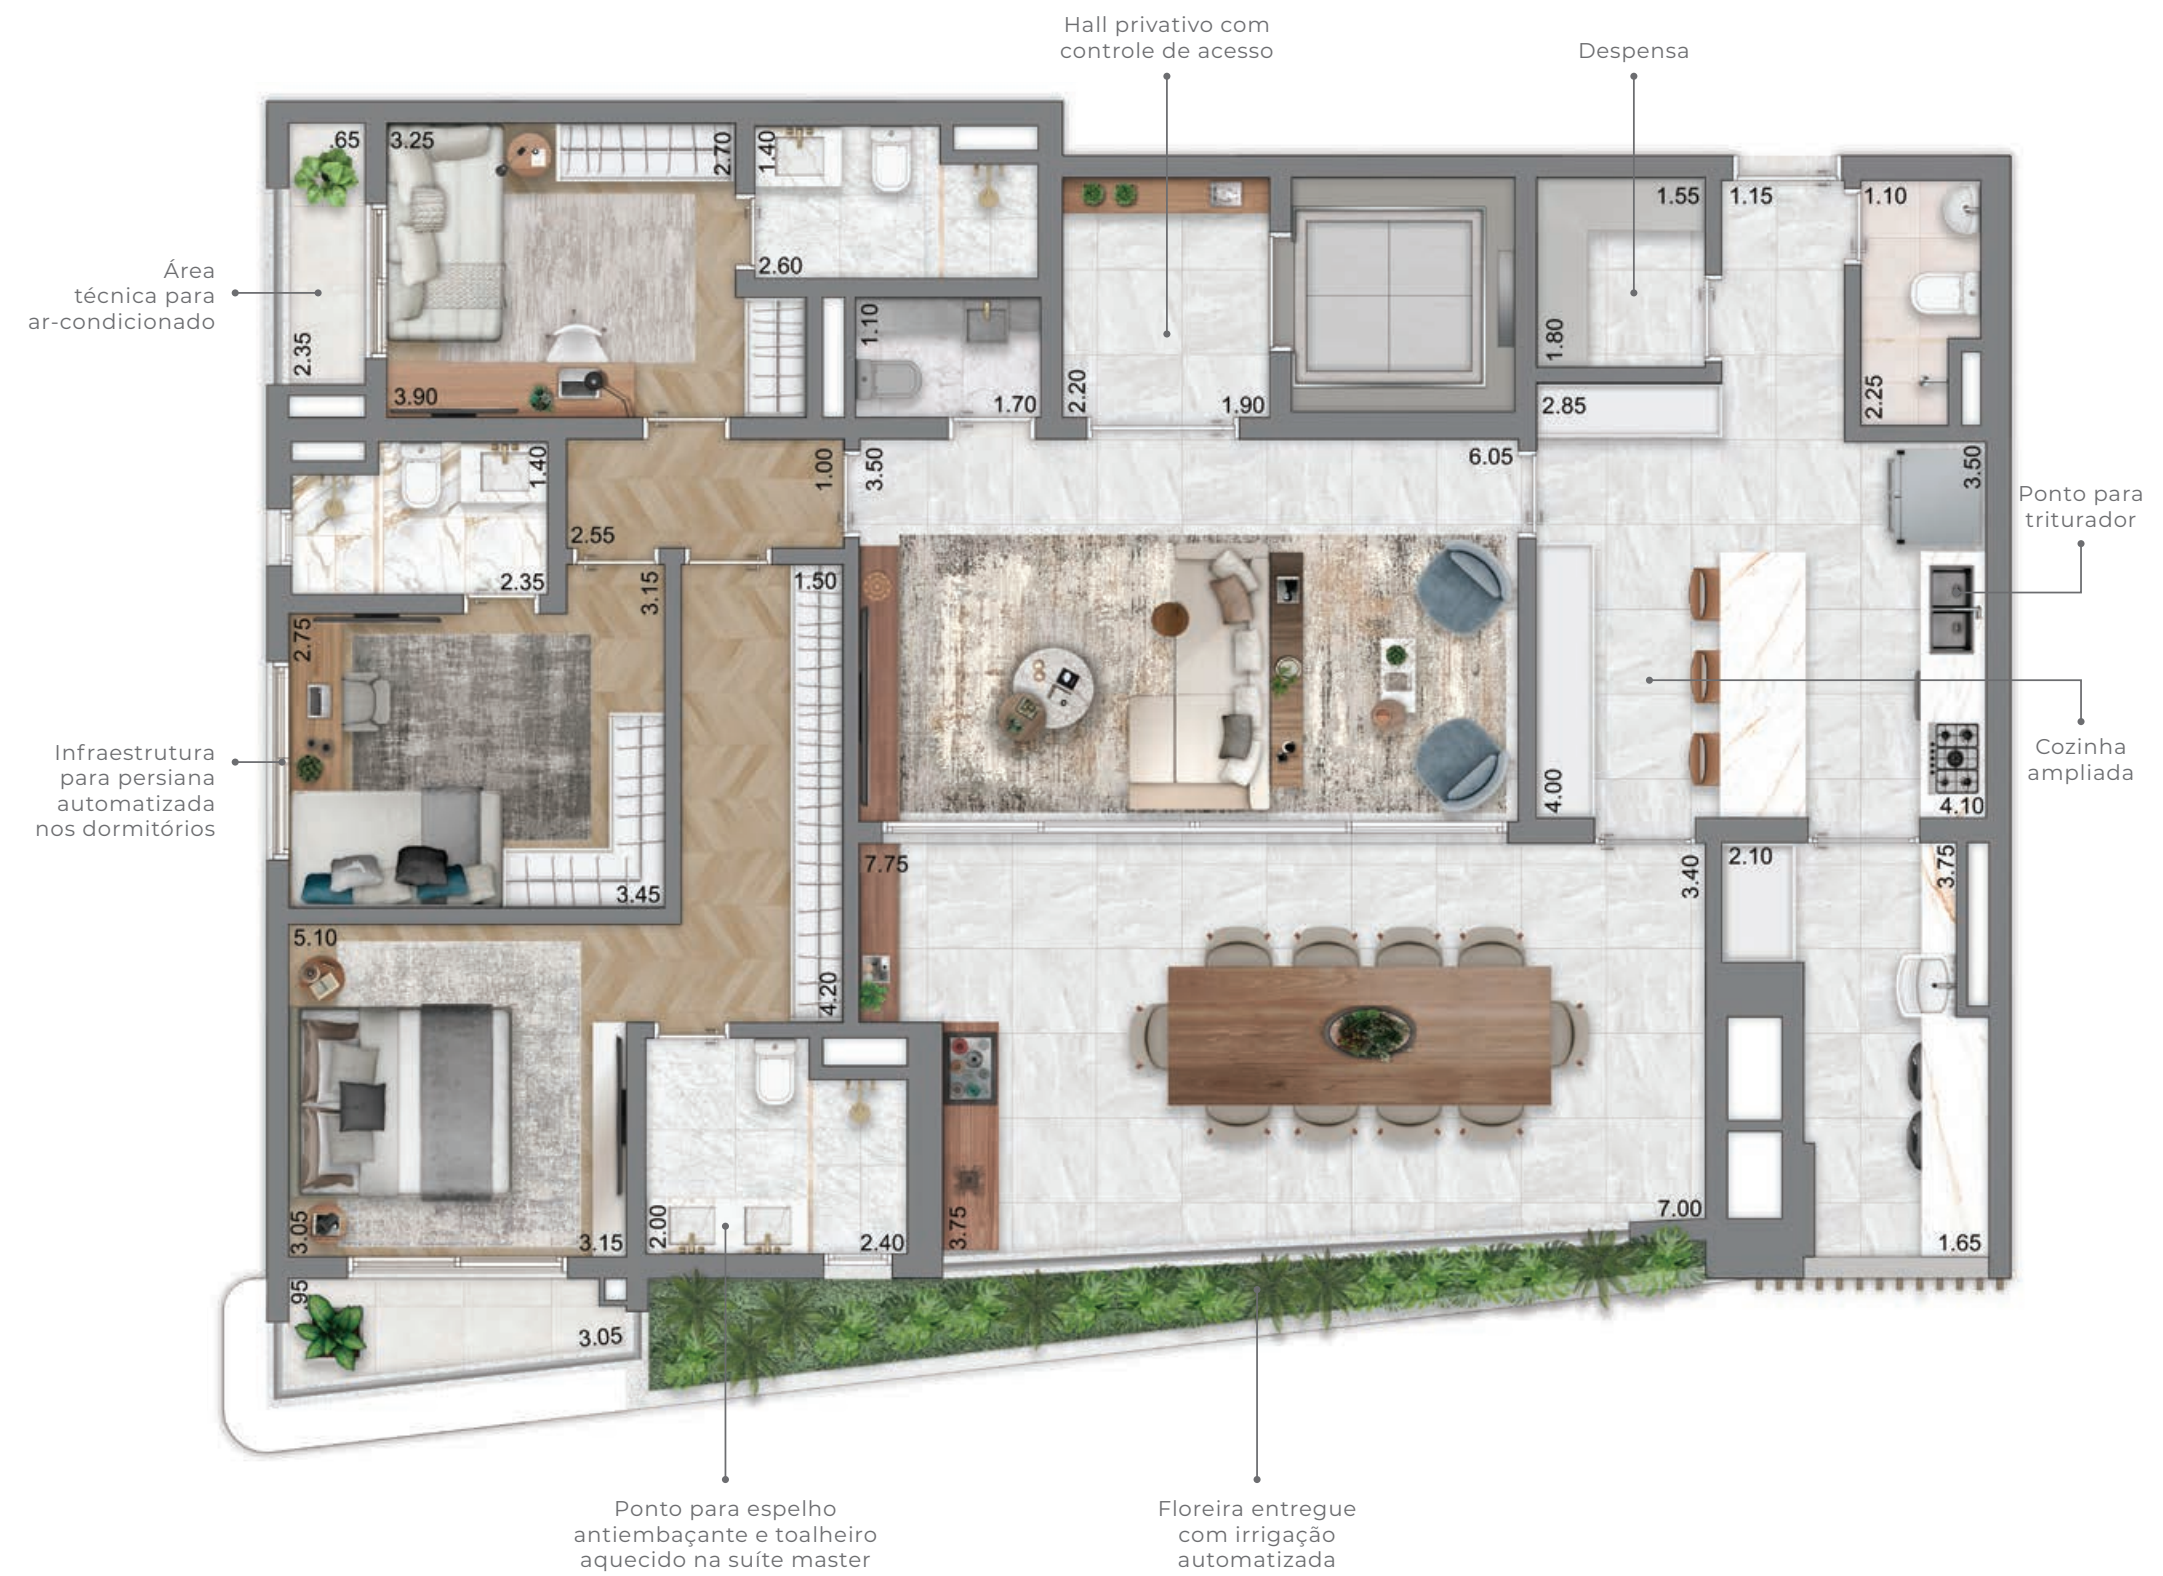 Hall privativo com
controle de acesso
Despensa
.65
3.25
2.70
1.40
1.55
1.15
1.10
2.60
Área
técnica para
ar-condicionado
2.35
1.10
1.80
3.90
1.70
2.20
1.90
2.85
2.25
1.40
1.00
3.50
6.05
3.50
Ponto para
triturador
2.55
2.35
3.15
1.50
2.75
Infraestrutura
para persiana
automatizada
nos dormitórios
Cozinha
ampliada
4.00
4.10
7.75
3.40
2.10
3.75
3.45
5.10
4.20
3.05
3.15
2.00
2.40
3.75
7.00
1.65
.95
3.05
Ponto para espelho
antiembaçante e toalheiro
aquecido na suíte master
Floreira entregue
com irrigação
automatizada